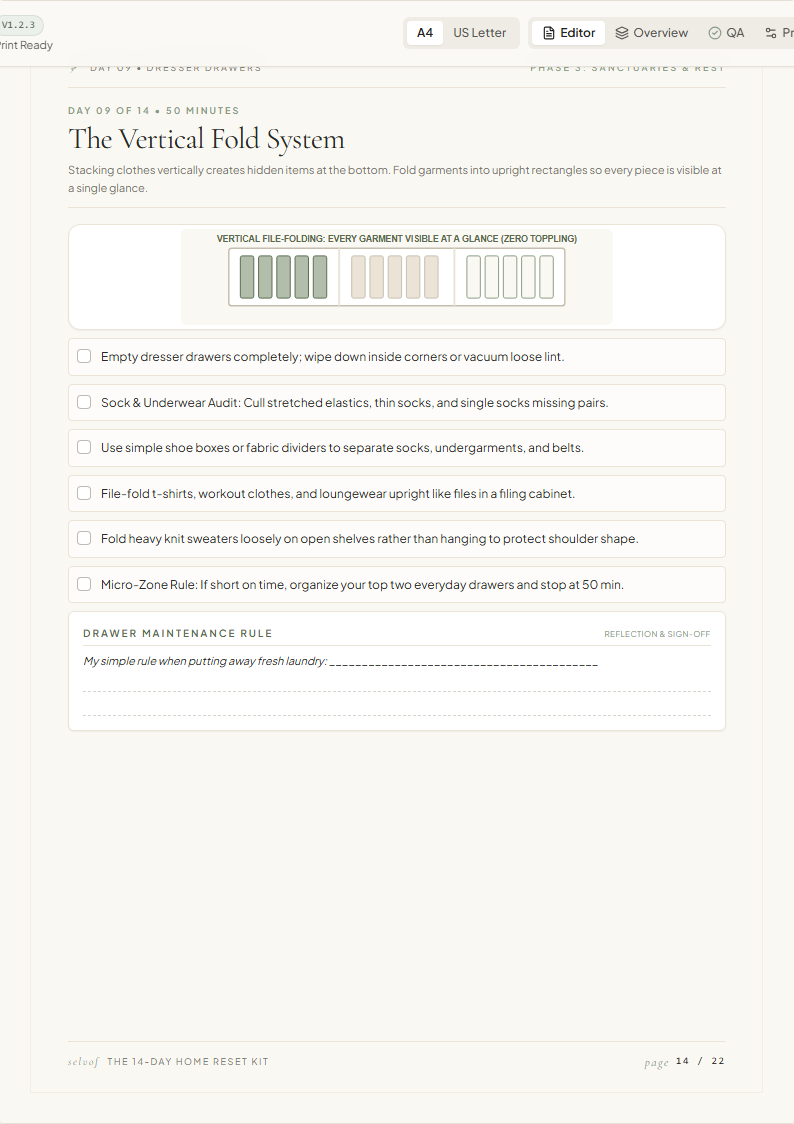 V1.2.3
Print Ready
A4
US Letter
Editor
Overview
QA
DAY 09 • DRESSER DRAWERS
PHASE 3: SANCTUARIES & REST
DAY 09 OF 14 • 50 MINUTES
The Vertical Fold System
Stacking clothes vertically creates hidden items at the bottom. Fold garments into upright rectangles so every piece is visible at
a single glance.
VERTICAL FILE-FOLDING: EVERY GARMENT VISIBLE AT A GLANCE (ZERO TOPPLING)
Empty dresser drawers completely; wipe down inside corners or vacuum loose lint.
Sock & Underwear Audit: Cull stretched elastics, thin socks, and single socks missing pairs.
Use simple shoe boxes or fabric dividers to separate socks, undergarments, and belts.
File-fold t-shirts, workout clothes, and loungewear upright like files in a filing cabinet.
Fold heavy knit sweaters loosely on open shelves rather than hanging to protect shoulder shape.
Micro-Zone Rule: If short on time, organize your top two everyday drawers and stop at 50 min.
DRAWER MAINTENANCE RULE
REFLECTION & SIGN-OFF
My simple rule when putting away fresh laundry: _________________________________________
selvof THE 14-DAY HOME RESET KIT
page 14 / 22